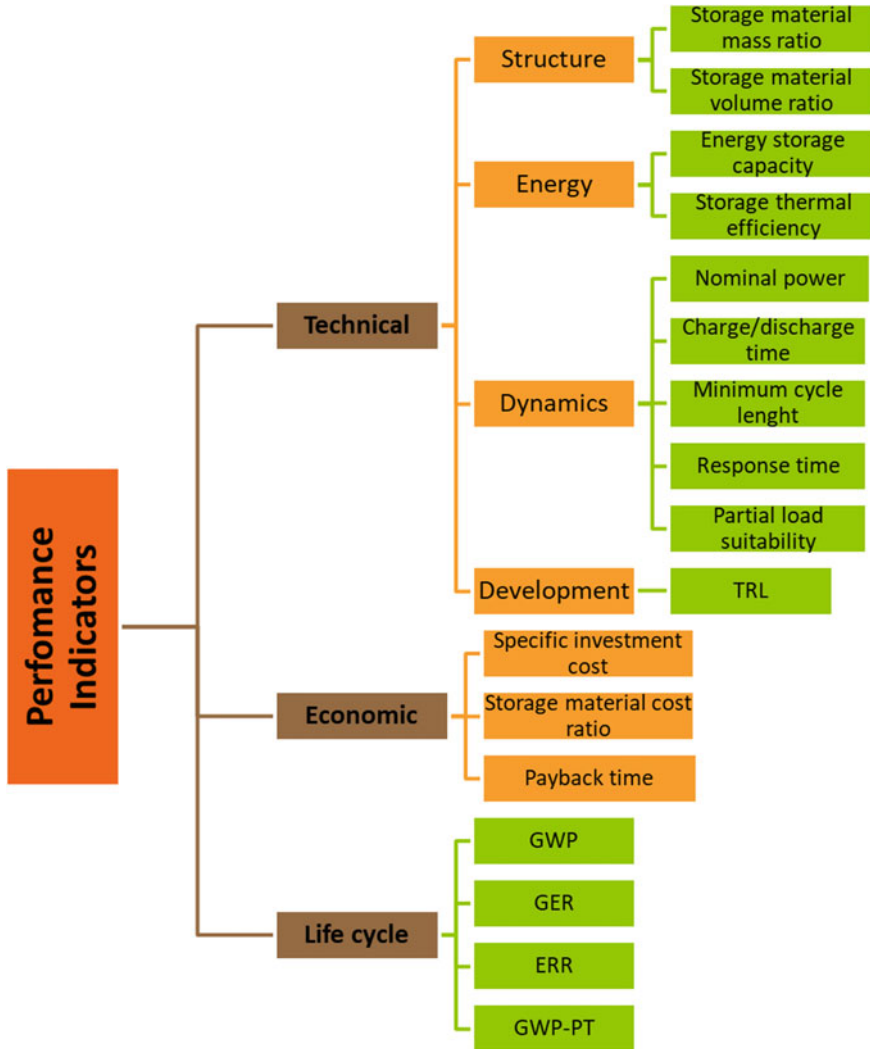 Perfomance
Indicators
Technical
Structure
Storage material
mass ratio
Storage material
volume ratio
Energy
Energy storage
capacity
Storage thermal
efficiency
Dynamics
Nominal power
Charge/discharge
time
Minimum cycle
lenght
Response time
Partial load
suitability
Development
TRL
Economic
Specific investment
cost
Storage material cost
ratio
Payback time
Life cycle
GWP
GER
ERR
GWP-PT